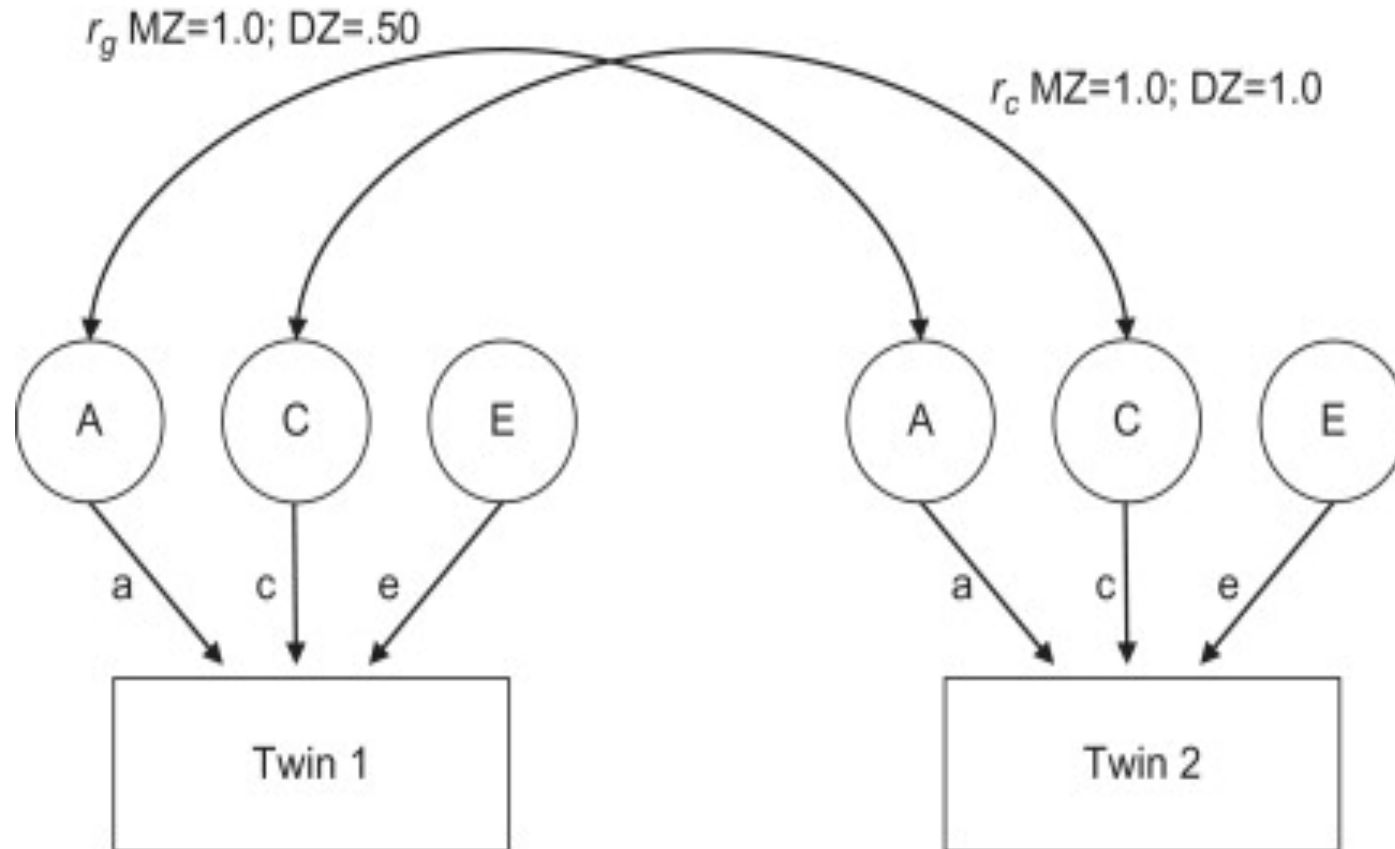 r_g MZ=1.0; DZ=.50
r_c MZ=1.0; DZ=1.0
A C E A C E
a c e a c e
Twin 1 Twin 2